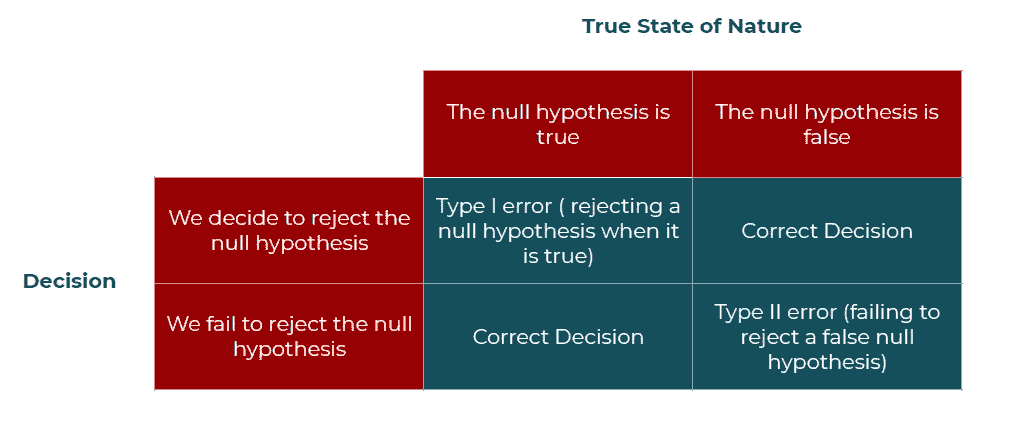 True State of Nature
The null hypothesis is
true
The null hypothesis is
false
We decide to reject the
null hypothesis
Type I error ( rejecting a
null hypothesis when it
is true)
Correct Decision
Decision
We fail to reject the null
hypothesis
Correct Decision
Type II error (failing to
reject a false null
hypothesis)